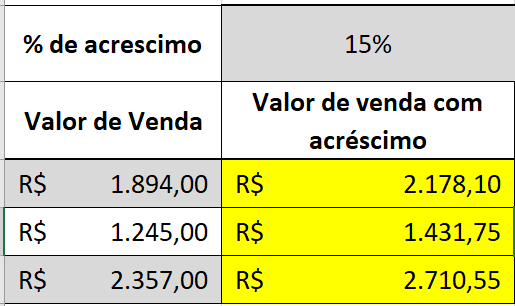 % de acrescimo 15%
Valor de Venda Valor de venda com
acréscimo
R$ 1.894,00 R$ 2.178,10
R$ 1.245,00 R$ 1.431,75
R$ 2.357,00 R$ 2.710,55